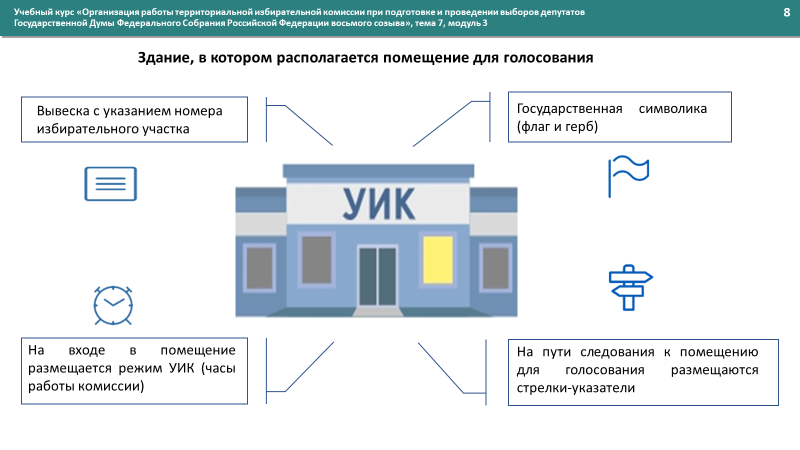 Учебный курс «Организация работы территориальной избирательной комиссии при подготовке и проведении выборов депутатов
Государственной Думы Федерального Собрания Российской Федерации восьмого созыва», тема 7, модуль 3
8
Здание, в котором располагается помещение для голосования
Вывеска с указанием номера
избирательного участка
Государственная символика
(флаг и герб)
УИК
На входе в помещение
размещается режим УИК (часы
работы комиссии)
На пути следования к помещению
для голосования размещаются
стрелки-указатели